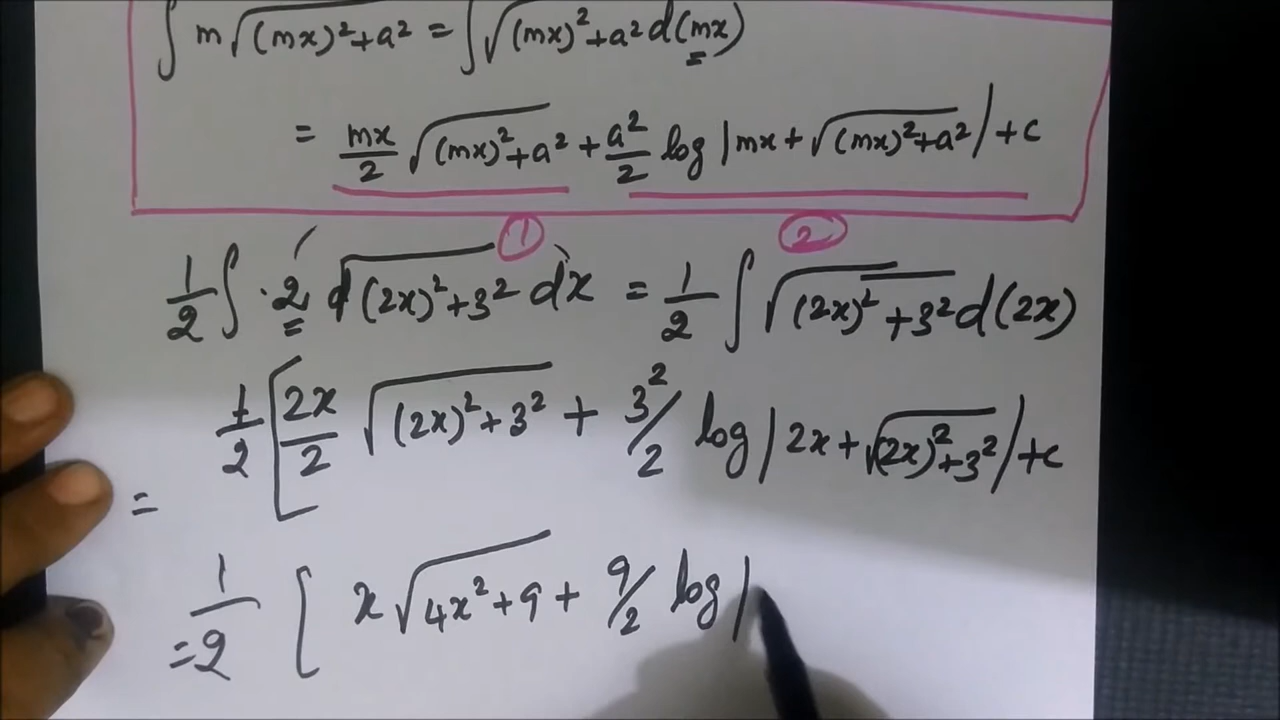 ∫ m√(mx)²+a² = ∫√(mx)²+a² d(mx)
= mx/2 √(mx)²+a² + a²/2 log|mx+√(mx)²+a²|+c
① ②
1/2 ∫ ·2 √(2x)²+3² dx = 1/2 ∫ √(2x)²+3² d(2x)
= 1/2 [ 2x/2 √(2x)²+3² + 3²/2 log|2x+√(2x)²+3²|+c
= 1/2 [ x√4x²+9 + 9/2 log|